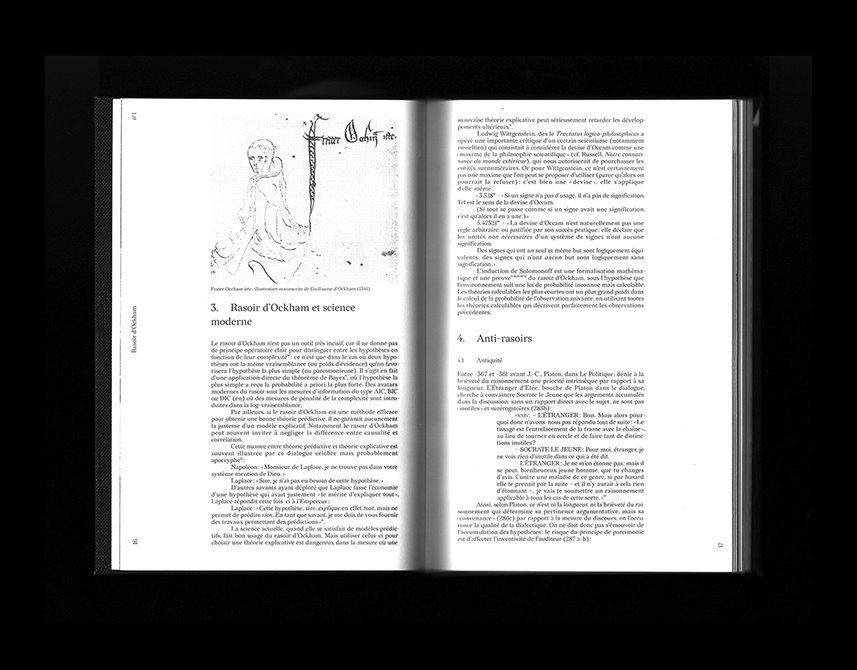 n°1
Rasoir d'Ockham
16
frater Occham iste.
Frater Occham iste : illustration manuscrite de Guillaume d'Ockham (1341).
3. Rasoir d'Ockham et science
moderne
Le rasoir d'Ockham n'est pas un outil très incisif, car il ne donne pas
de principe opératoire clair pour distinguer entre les hypothèses en
fonction de leur complexité : ce n'est que dans le cas où deux hypo-
thèses ont la même vraisemblance (ou poids d'évidence) qu'on favo-
risera l'hypothèse la plus simple (ou parcimonieuse). Il s'agit en fait
d'une application directe du théorème de Bayes, où l'hypothèse la
plus simple a reçu la probabilité a priori la plus forte. Des avatars
modernes du rasoir sont les mesures d'information du type AIC, BIC
ou DIC (en) où des mesures de pénalité de la complexité sont intro-
duites dans la log-vraisemblance.
Par ailleurs, si le rasoir d'Ockham est une méthode efficace
pour obtenir une bonne théorie prédictive, il ne garantit aucunement
la justesse d'un modèle explicatif. Notamment le rasoir d'Ockham
peut souvent inviter à négliger la différence entre causalité et
corrélation.
Cette nuance entre théorie prédictive et théorie explicative est
souvent illustrée par ce dialogue célèbre mais probablement
apocryphe :
Napoléon : « Monsieur de Laplace, je ne trouve pas dans votre
système mention de Dieu. »
Laplace : « Sire, je n'ai pas eu besoin de cette hypothèse. »
D'autres savants ayant déploré que Laplace fasse l'économie
d'une hypothèse qui avait justement « le mérite d'expliquer tout »,
Laplace répondit cette fois-ci à l'Empereur :
Laplace : « Cette hypothèse, sire, explique en effet tout, mais ne
permet de prédire rien. En tant que savant, je me dois de vous fournir
des travaux permettant des prédictions ».
La science actuelle, quand elle se satisfait de modèles prédic-
tifs, fait bon usage du rasoir d'Ockham. Mais utiliser celui-ci pour
choisir une théorie explicative est dangereux dans la mesure où une
mauvaise théorie explicative peut sérieusement retarder les dévelop-
pements ultérieurs.
Ludwig Wittgenstein, dès le Tractatus logico-philosophicus a
opéré une importante critique d'un certain scientisme (notamment
russellien) qui consistait à considérer la devise d'Occam comme une
« maxime de la philosophie scientifique » (cf. Russell, Notre connais-
sance du monde extérieur), qui nous autoriserait de pourchasser les
entités surnuméraires. Or pour Wittgenstein, ce n'est certainement
pas une maxime que l'on peut se proposer d'utiliser (parce qu'alors on
pourrait la refuser) : c'est bien une « devise », elle s'applique
d'elle-même :
«3.328* – « Si un signe n'a pas d'usage, il n'a pas de signification.
Tel est le sens de la devise d'Occam.
(Si tout se passe comme si un signe avait une signification,
c'est qu'alors il en a une.) »
5.47321* – « La devise d'Occam n'est naturellement pas une
règle arbitraire, ou justifiée par son succès pratique : elle déclare que
les unités non nécessaires d'un système de signes n'ont aucune
signification.
Des signes qui ont un seul et même but sont logiquement équi-
valents, des signes qui n'ont aucun but sont logiquement sans
signification. »
L'induction de Solomonoff est une formalisation mathéma-
tique et une preuve du rasoir d'Ockham, sous l'hypothèse que
l'environnement suit une loi de probabilité inconnue mais calculable.
Les théories calculables les plus courtes ont un plus grand poids dans
le calcul de la probabilité de l'observation suivante, en utilisant toutes
les théories calculables qui décrivent parfaitement les observations
précédentes.
4. Anti-rasoirs
4.1 Antiquité
Entre -367 et -361 avant J.-C., Platon, dans Le Politique, dénie à la
brièveté du raisonnement une priorité intrinsèque par rapport à sa
longueur. L'Étranger d'Élée, bouche de Platon dans le dialogue,
cherche à convaincre Socrate le Jeune que les arguments accumulés
dans la discussion, sans un rapport direct avec le sujet, ne sont pas
« inutiles » et surérogatoires (283b) :
«xxiv. – L'ÉTRANGER : Bon. Mais alors pour-
quoi donc n'avons-nous pas répondu tout de suite : « Le
tissage est l'entrelacement de la trame avec la chaîne »,
au lieu de tourner en cercle et de faire tant de distinc-
tions inutiles?
– SOCRATE LE JEUNE : Pour moi, étranger, je
ne vois rien d'inutile dans ce qui a été dit.
– L'ÉTRANGER : Je ne m'en étonne pas; mais il
se peut, bienheureux jeune homme, que tu changes
d'avis. Contre une maladie de ce genre, si par hasard
elle te prenait par la suite – et il n'y aurait à cela rien
d'étonnant –, je vais te soumettre un raisonnement
applicable à tous les cas de cette sorte. »
Ainsi, selon Platon, ce n'est ni la longueur, ni la brièveté du rai-
sonnement qui détermine sa pertinence argumentative, mais sa
« convenance » (286c) par rapport à la mesure du discours, en l'occu
rence la qualité de la dialectique. On ne doit donc pas s'émouvoir de
l'accumulation des hypothèses : le risque du principe de parcimonie
est d'affecter l'inventivité de l'auditeur (287 a-b) :
17